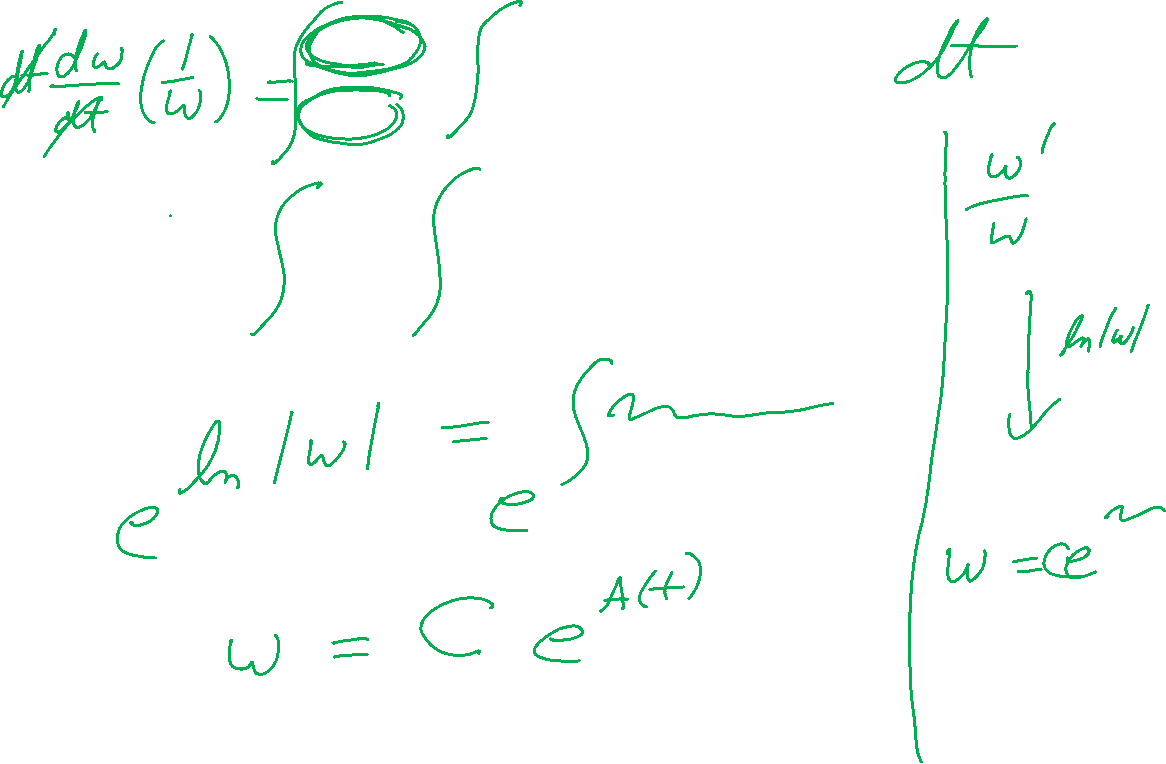 dt dw/dt (1/w) = ∫ ∫ dt
∫ ∫
e^{ln|w|} = e^{∫}
w = C e^{A(t)}
w'/w
ln|w|
w = Ce^~